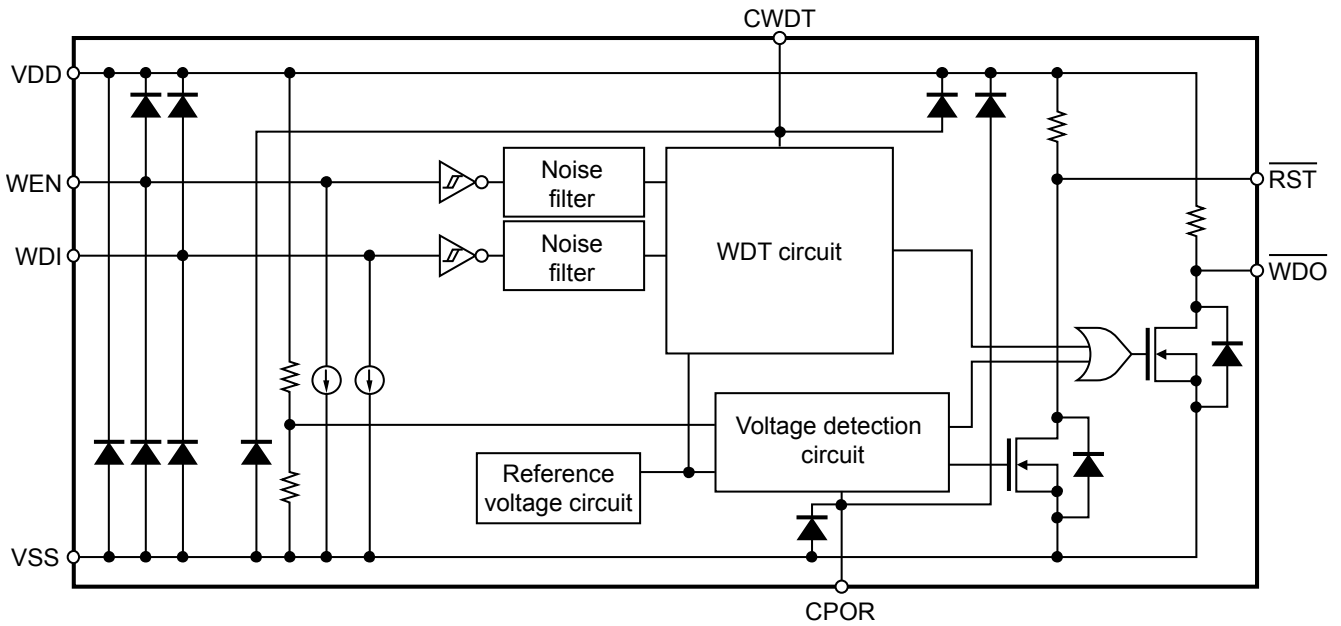 CWDT
VDD
WEN
Noise
filter
RST
WDI
Noise
filter
WDT circuit
WDO
Voltage detection
circuit
Reference
voltage circuit
VSS
CPOR